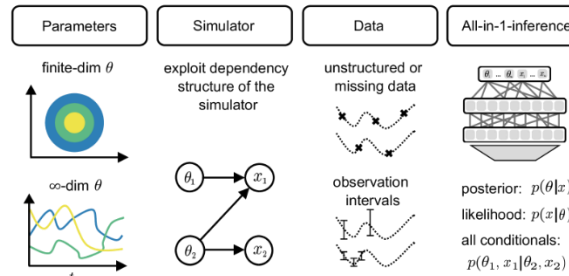 Parameters
Simulator
Data
All-in-1-inference
finite-dim θ
∞-dim θ
exploit dependency
structure of the
simulator
θ₁
x₁
θ₂
x₂
unstructured or
missing data
observation
intervals
posterior: p(θ|x)
likelihood: p(x|θ)
all conditionals:
p(θ₁, x₁|θ₂, x₂)